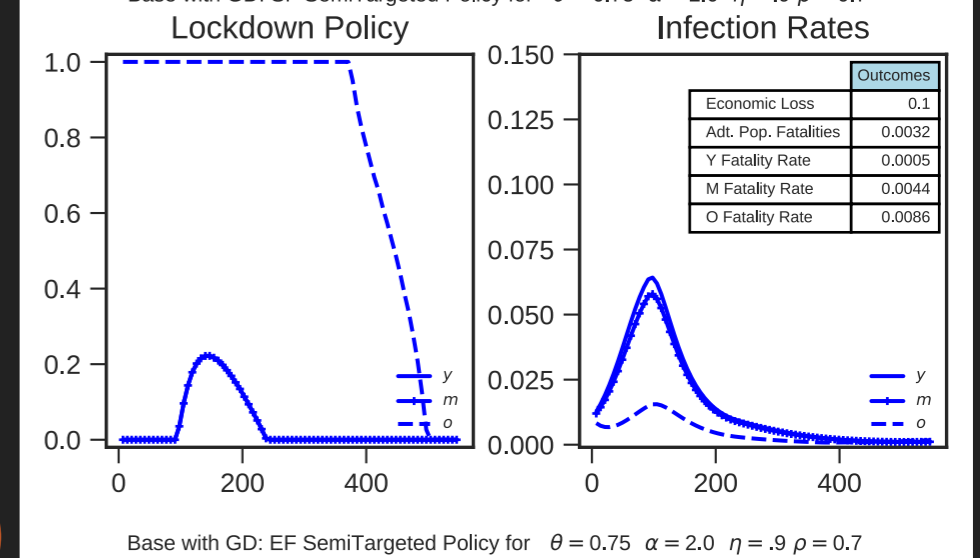 Lockdown Policy
Infection Rates
1.0
0.8
0.6
0.4
0.2
0.0
0
200
400
y
m
o
0.150
0.125
0.100
0.075
0.050
0.025
0.000
0
200
400
Outcomes
Economic Loss 0.1
Adt. Pop. Fatalities 0.0032
Y Fatality Rate 0.0005
M Fatality Rate 0.0044
O Fatality Rate 0.0086
y
m
o
Base with GD: EF SemiTargeted Policy for θ = 0.75 α = 2.0 η = .9 ρ = 0.7